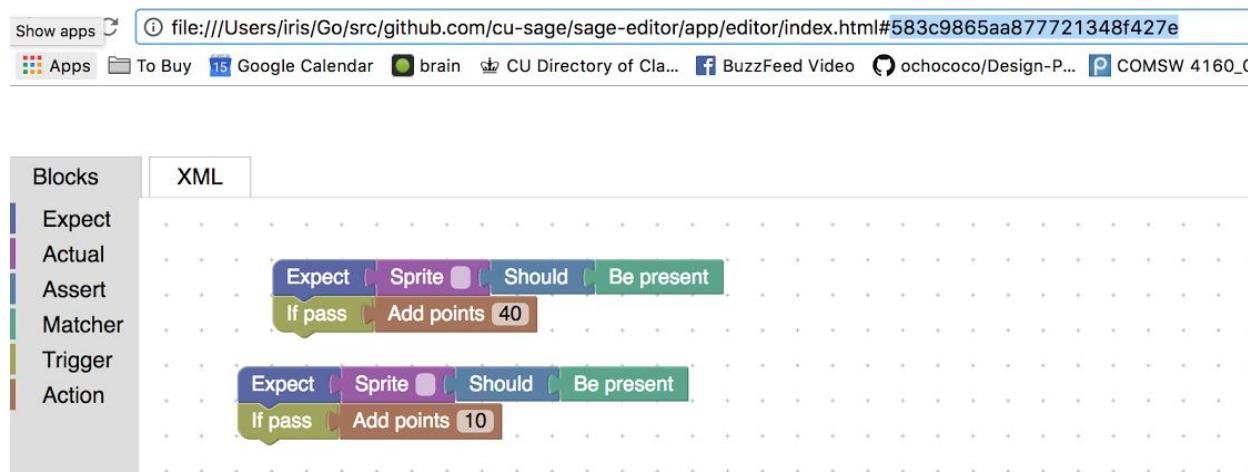 Show apps
file:///Users/iris/Go/src/github.com/cu-sage/sage-editor/app/editor/index.html#583c9865aa877721348f427e
Apps To Buy 15 Google Calendar brain CU Directory of Cla... BuzzFeed Video ochococo/Design-P... COMSW 4160_
Blocks XML
Expect
Actual
Assert
Matcher
Trigger
Action
Expect Sprite Should Be present
If pass Add points 40
Expect Sprite Should Be present
If pass Add points 10